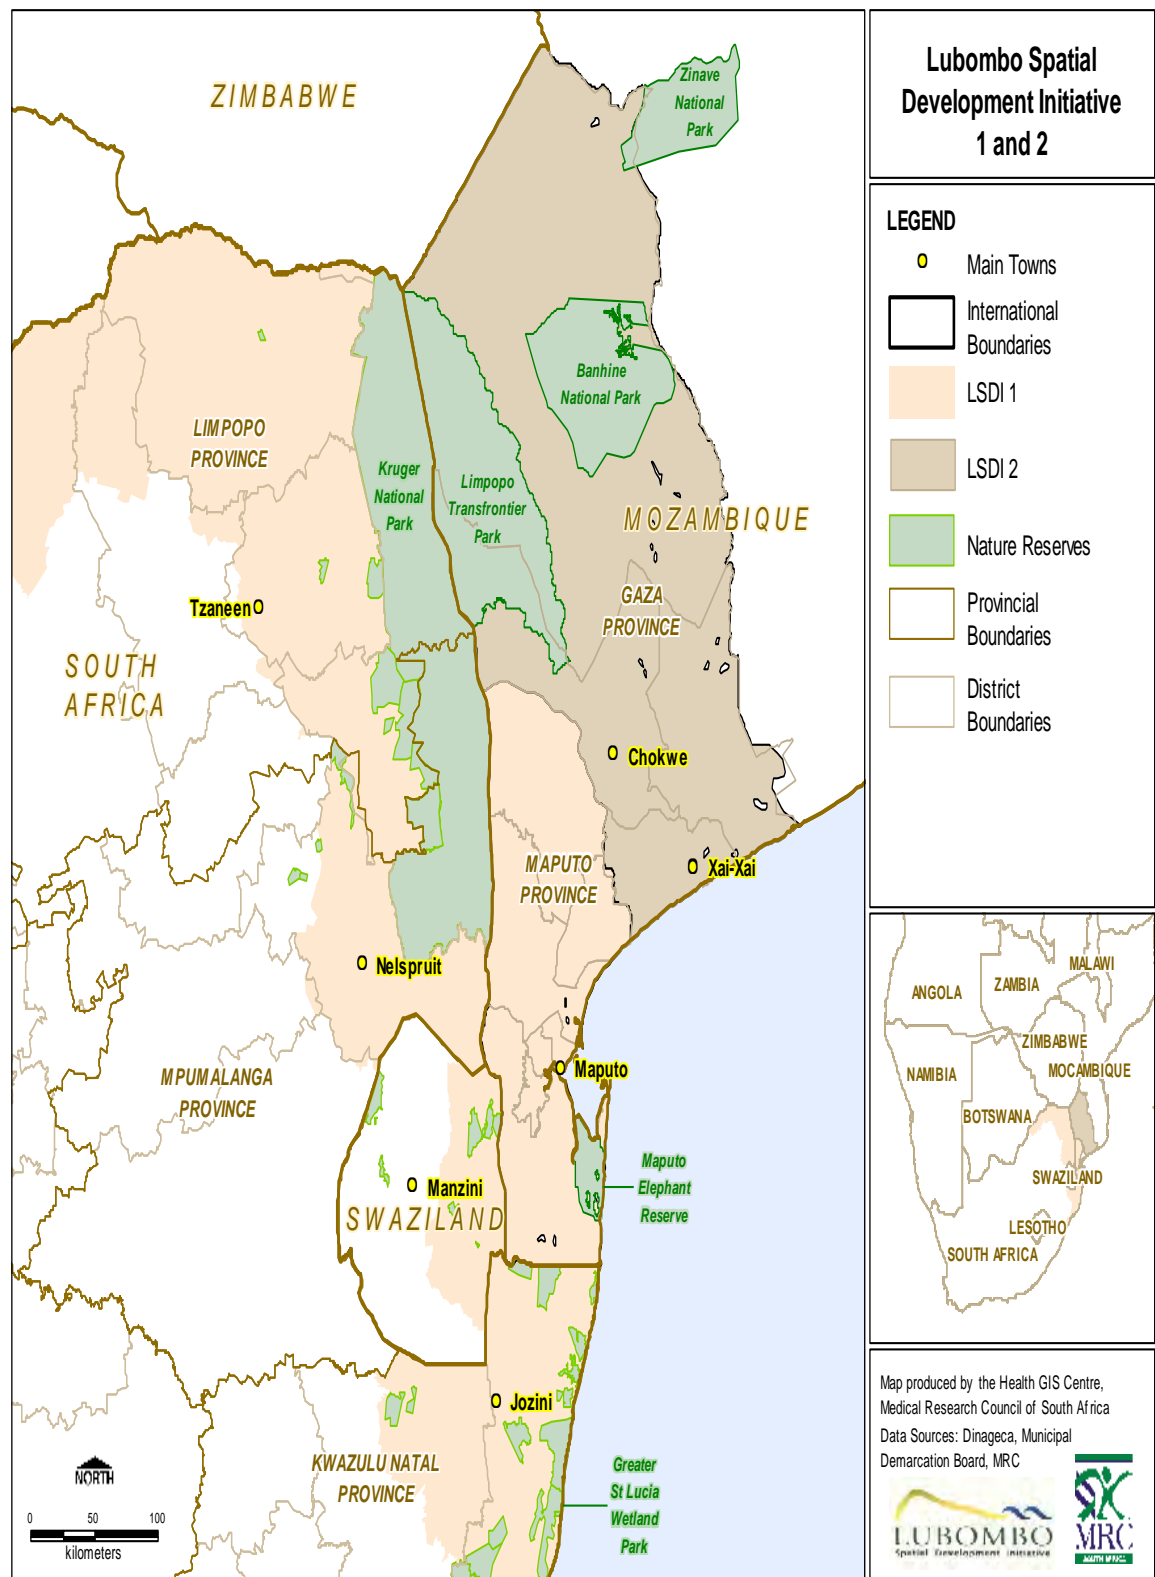 Lubombo Spatial
Development Initiative
1 and 2
LEGEND
Main Towns
International
Boundaries
LSDI 1
LSDI 2
Nature Reserves
Provincial
Boundaries
District
Boundaries
ZIMBABWE
Zinave
National
Park
Banhine
National Park
LIMPOPO
PROVINCE
Kruger
National
Park
Limpopo
Transfrontier
Park
MOZAMBIQUE
GAZA
PROVINCE
Tzaneen
SOUTH
AFRICA
Chokwe
Xai-Xai
MAPUTO
PROVINCE
Nelspruit
Maputo
MPUMALANGA
PROVINCE
Maputo
Elephant
Reserve
Manzini
SWAZILAND
Jozini
KWAZULU NATAL
PROVINCE
Greater
St Lucia
Wetland
Park
NORTH
0 50 100
kilometers
MALAWI
ZAMBIA
ANGOLA
ZIMBABWE
MOCAMBIQUE
NAMIBIA
BOTSWANA
SWAZILAND
LESOTHO
SOUTH AFRICA
Map produced by the Health GIS Centre,
Medical Research Council of South Africa
Data Sources: Dinageca, Municipal
Demarcation Board, MRC
LUBOMBO
Spatial Development Initiative
MRC
SOUTH AFRICA